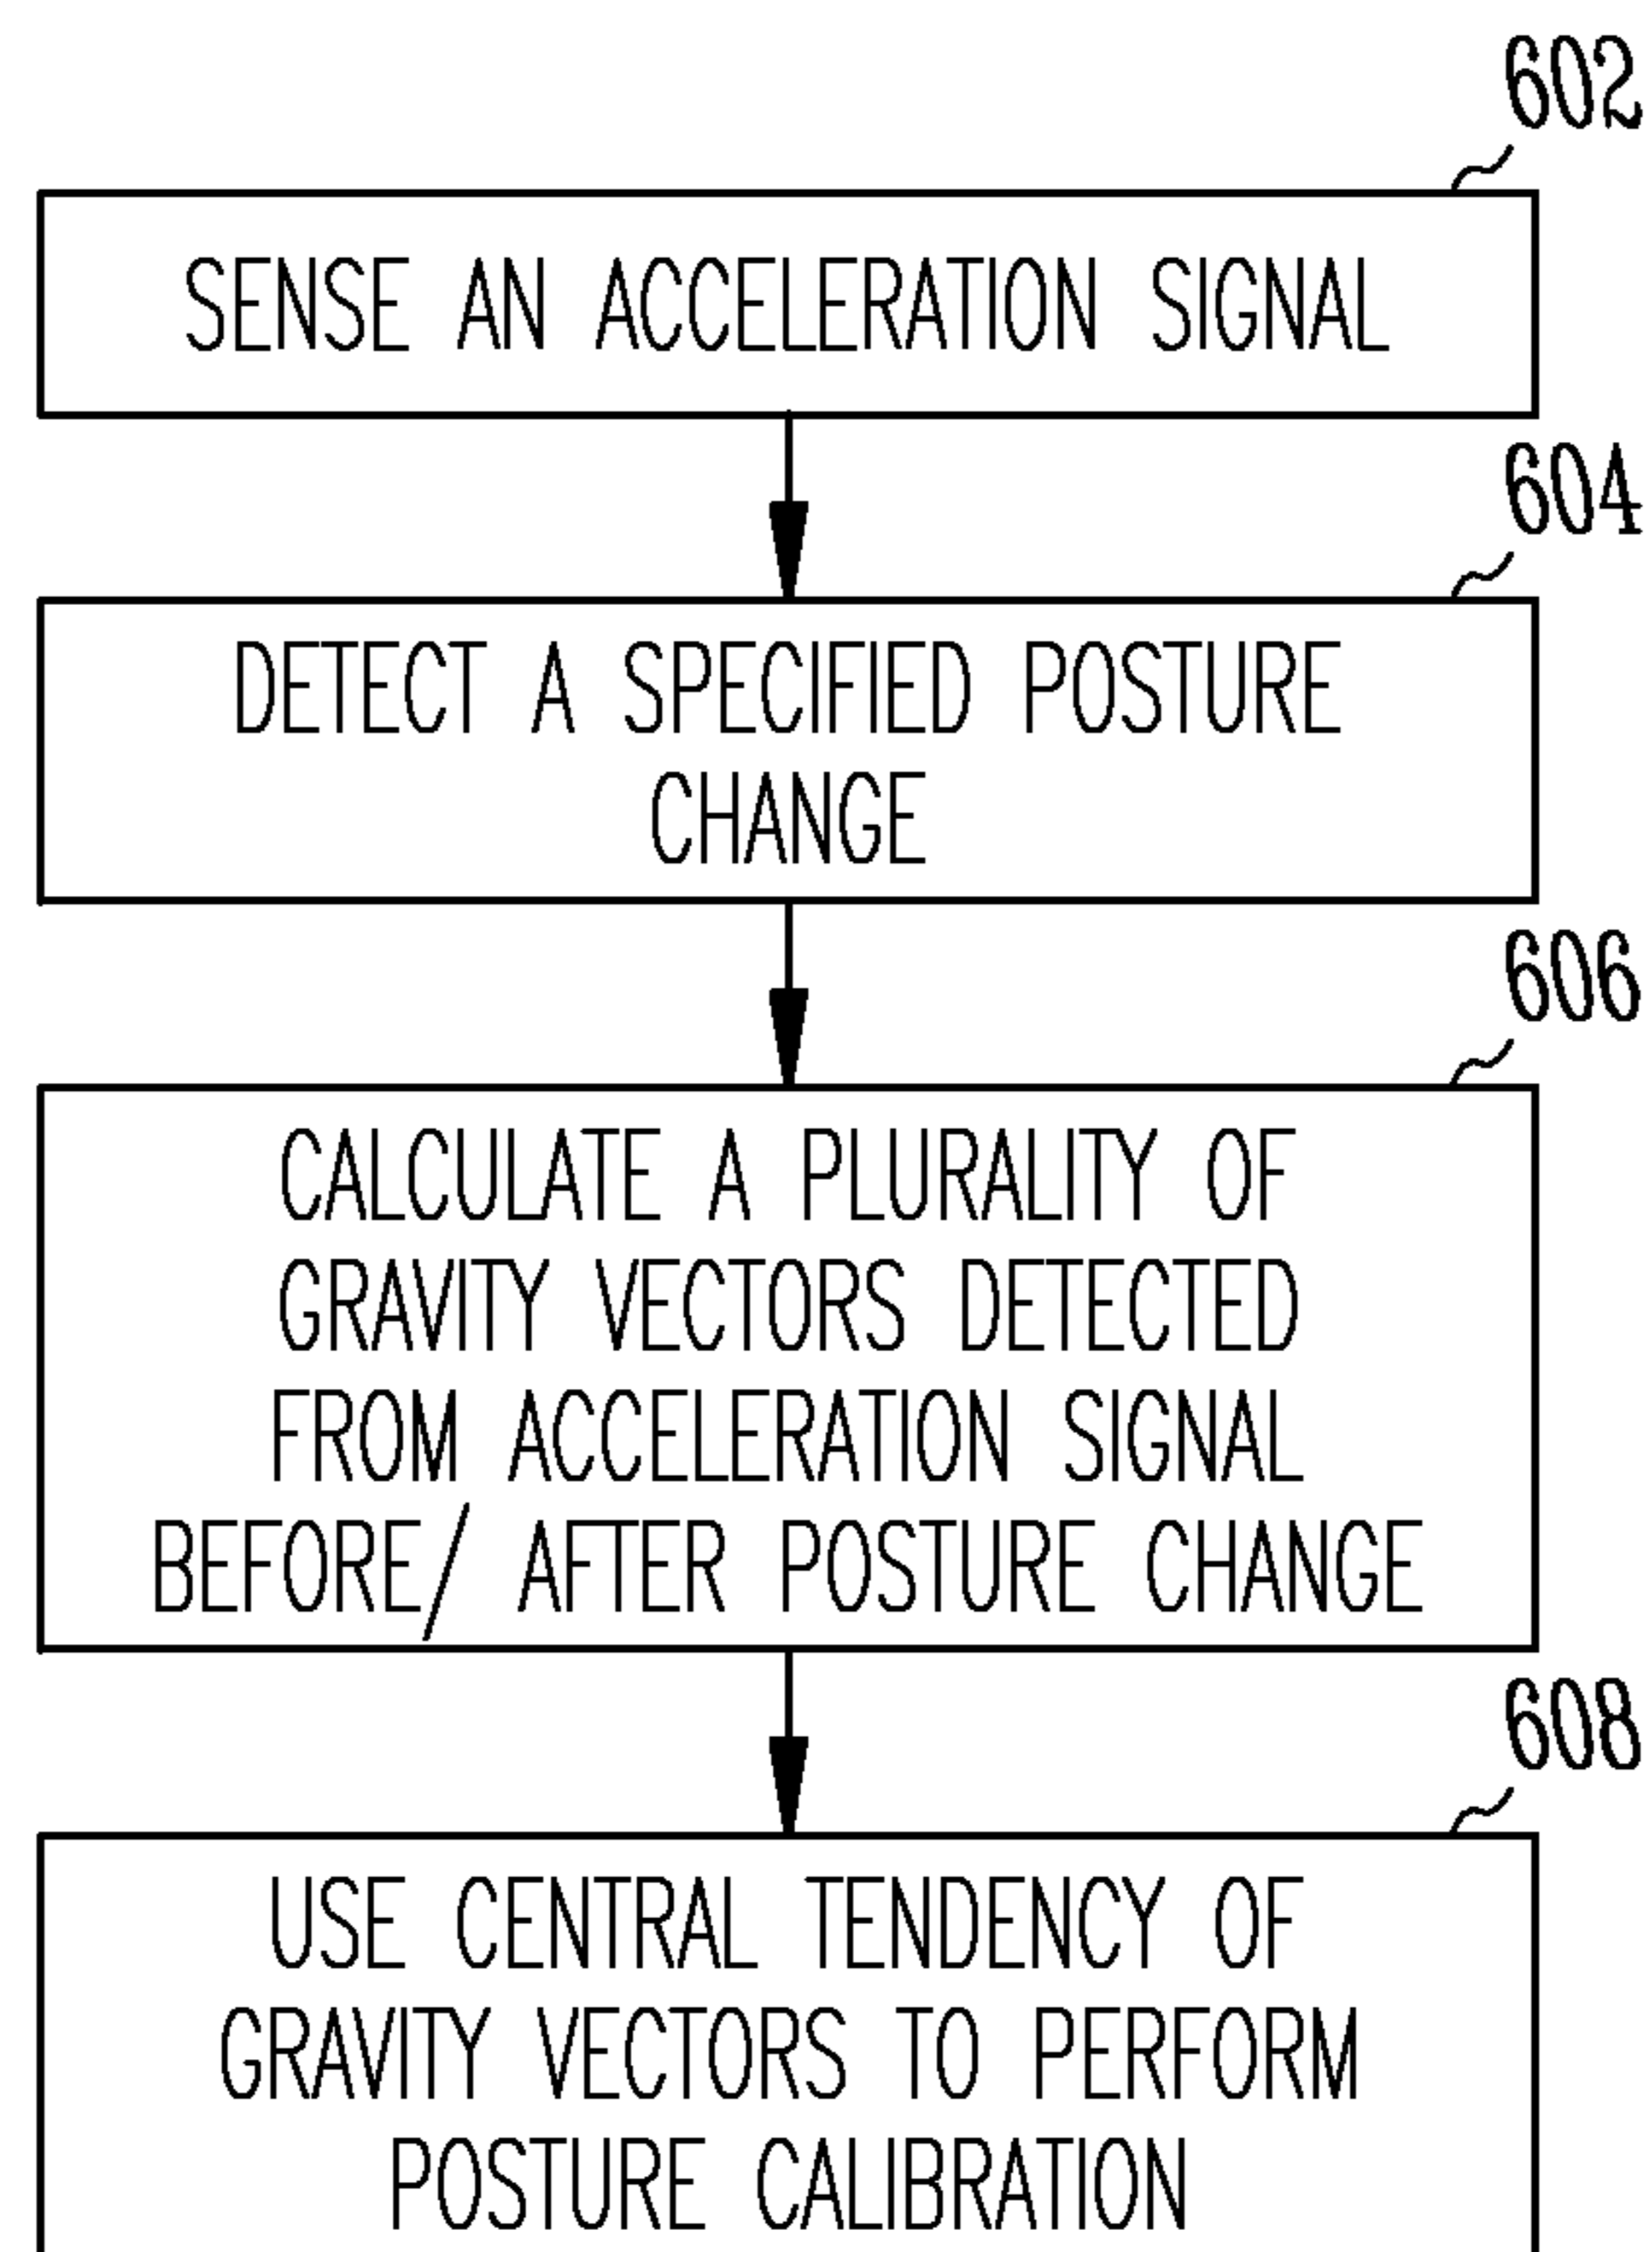 602
SENSE AN ACCELERATION SIGNAL
604
DETECT A SPECIFIED POSTURE
CHANGE
606
CALCULATE A PLURALITY OF
GRAVITY VECTORS DETECTED
FROM ACCELERATION SIGNAL
BEFORE/ AFTER POSTURE CHANGE
608
USE CENTRAL TENDENCY OF
GRAVITY VECTORS TO PERFORM
POSTURE CALIBRATION